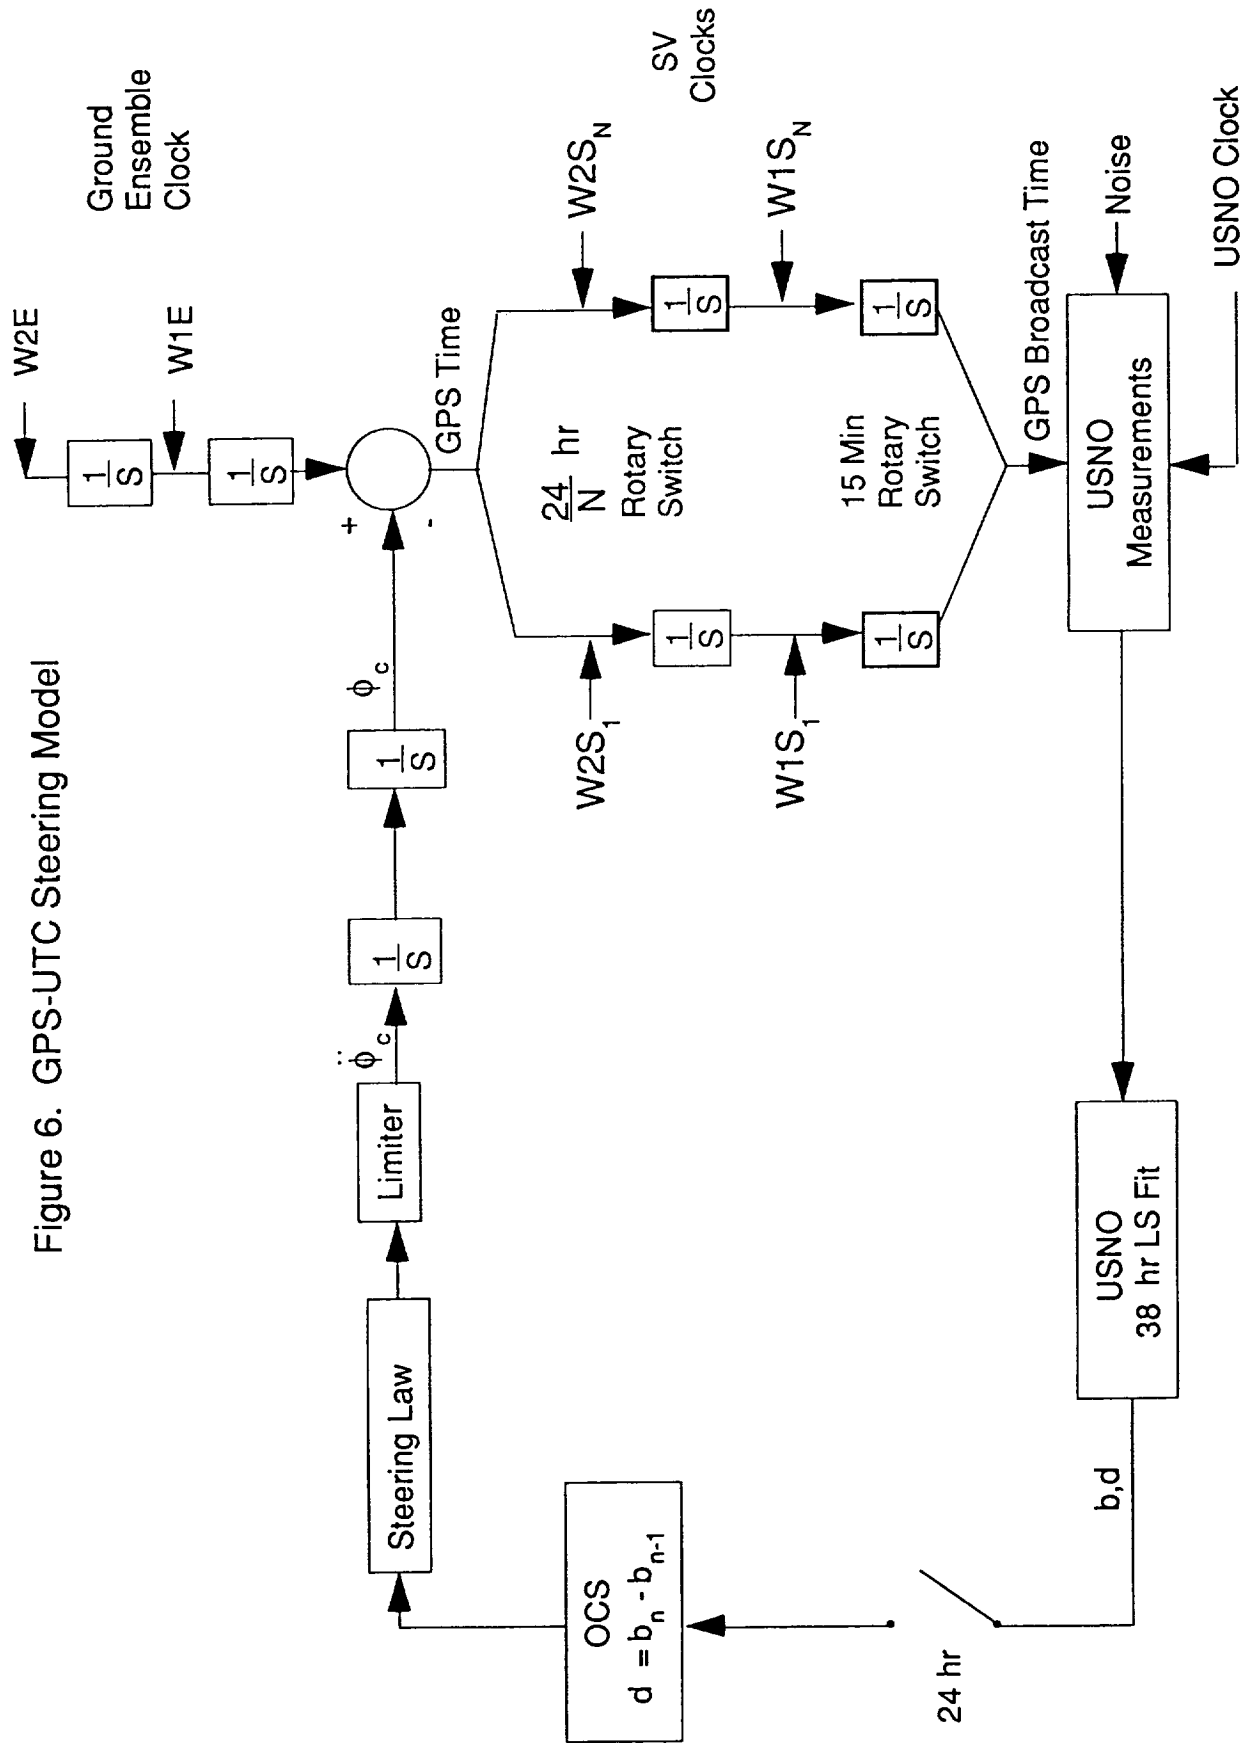 Figure 6. GPS-UTC Steering Model
W2E
Ground
Ensemble
Clock
1
S
W1E
1
S
+
-
GPS Time
ϕc
1
S
1
S
ϕ̈c
Limiter
Steering Law
OCS
d = bn - bn-1
24 hr
b,d
USNO
38 hr LS Fit
24
N hr
Rotary
Switch
W2S1
W2SN
SV
Clocks
1
S
1
S
W1S1
W1SN
15 Min
Rotary
Switch
1
S
1
S
GPS Broadcast Time
USNO
Measurements
Noise
USNO Clock